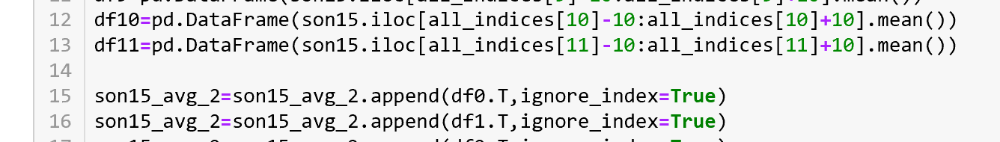 12 df10=pd.DataFrame(son15.iloc[all_indices[10]-10:all_indices[10]+10].mean())
13 df11=pd.DataFrame(son15.iloc[all_indices[11]-10:all_indices[11]+10].mean())
14
15 son15_avg_2=son15_avg_2.append(df0.T,ignore_index=True)
16 son15_avg_2=son15_avg_2.append(df1.T,ignore_index=True)